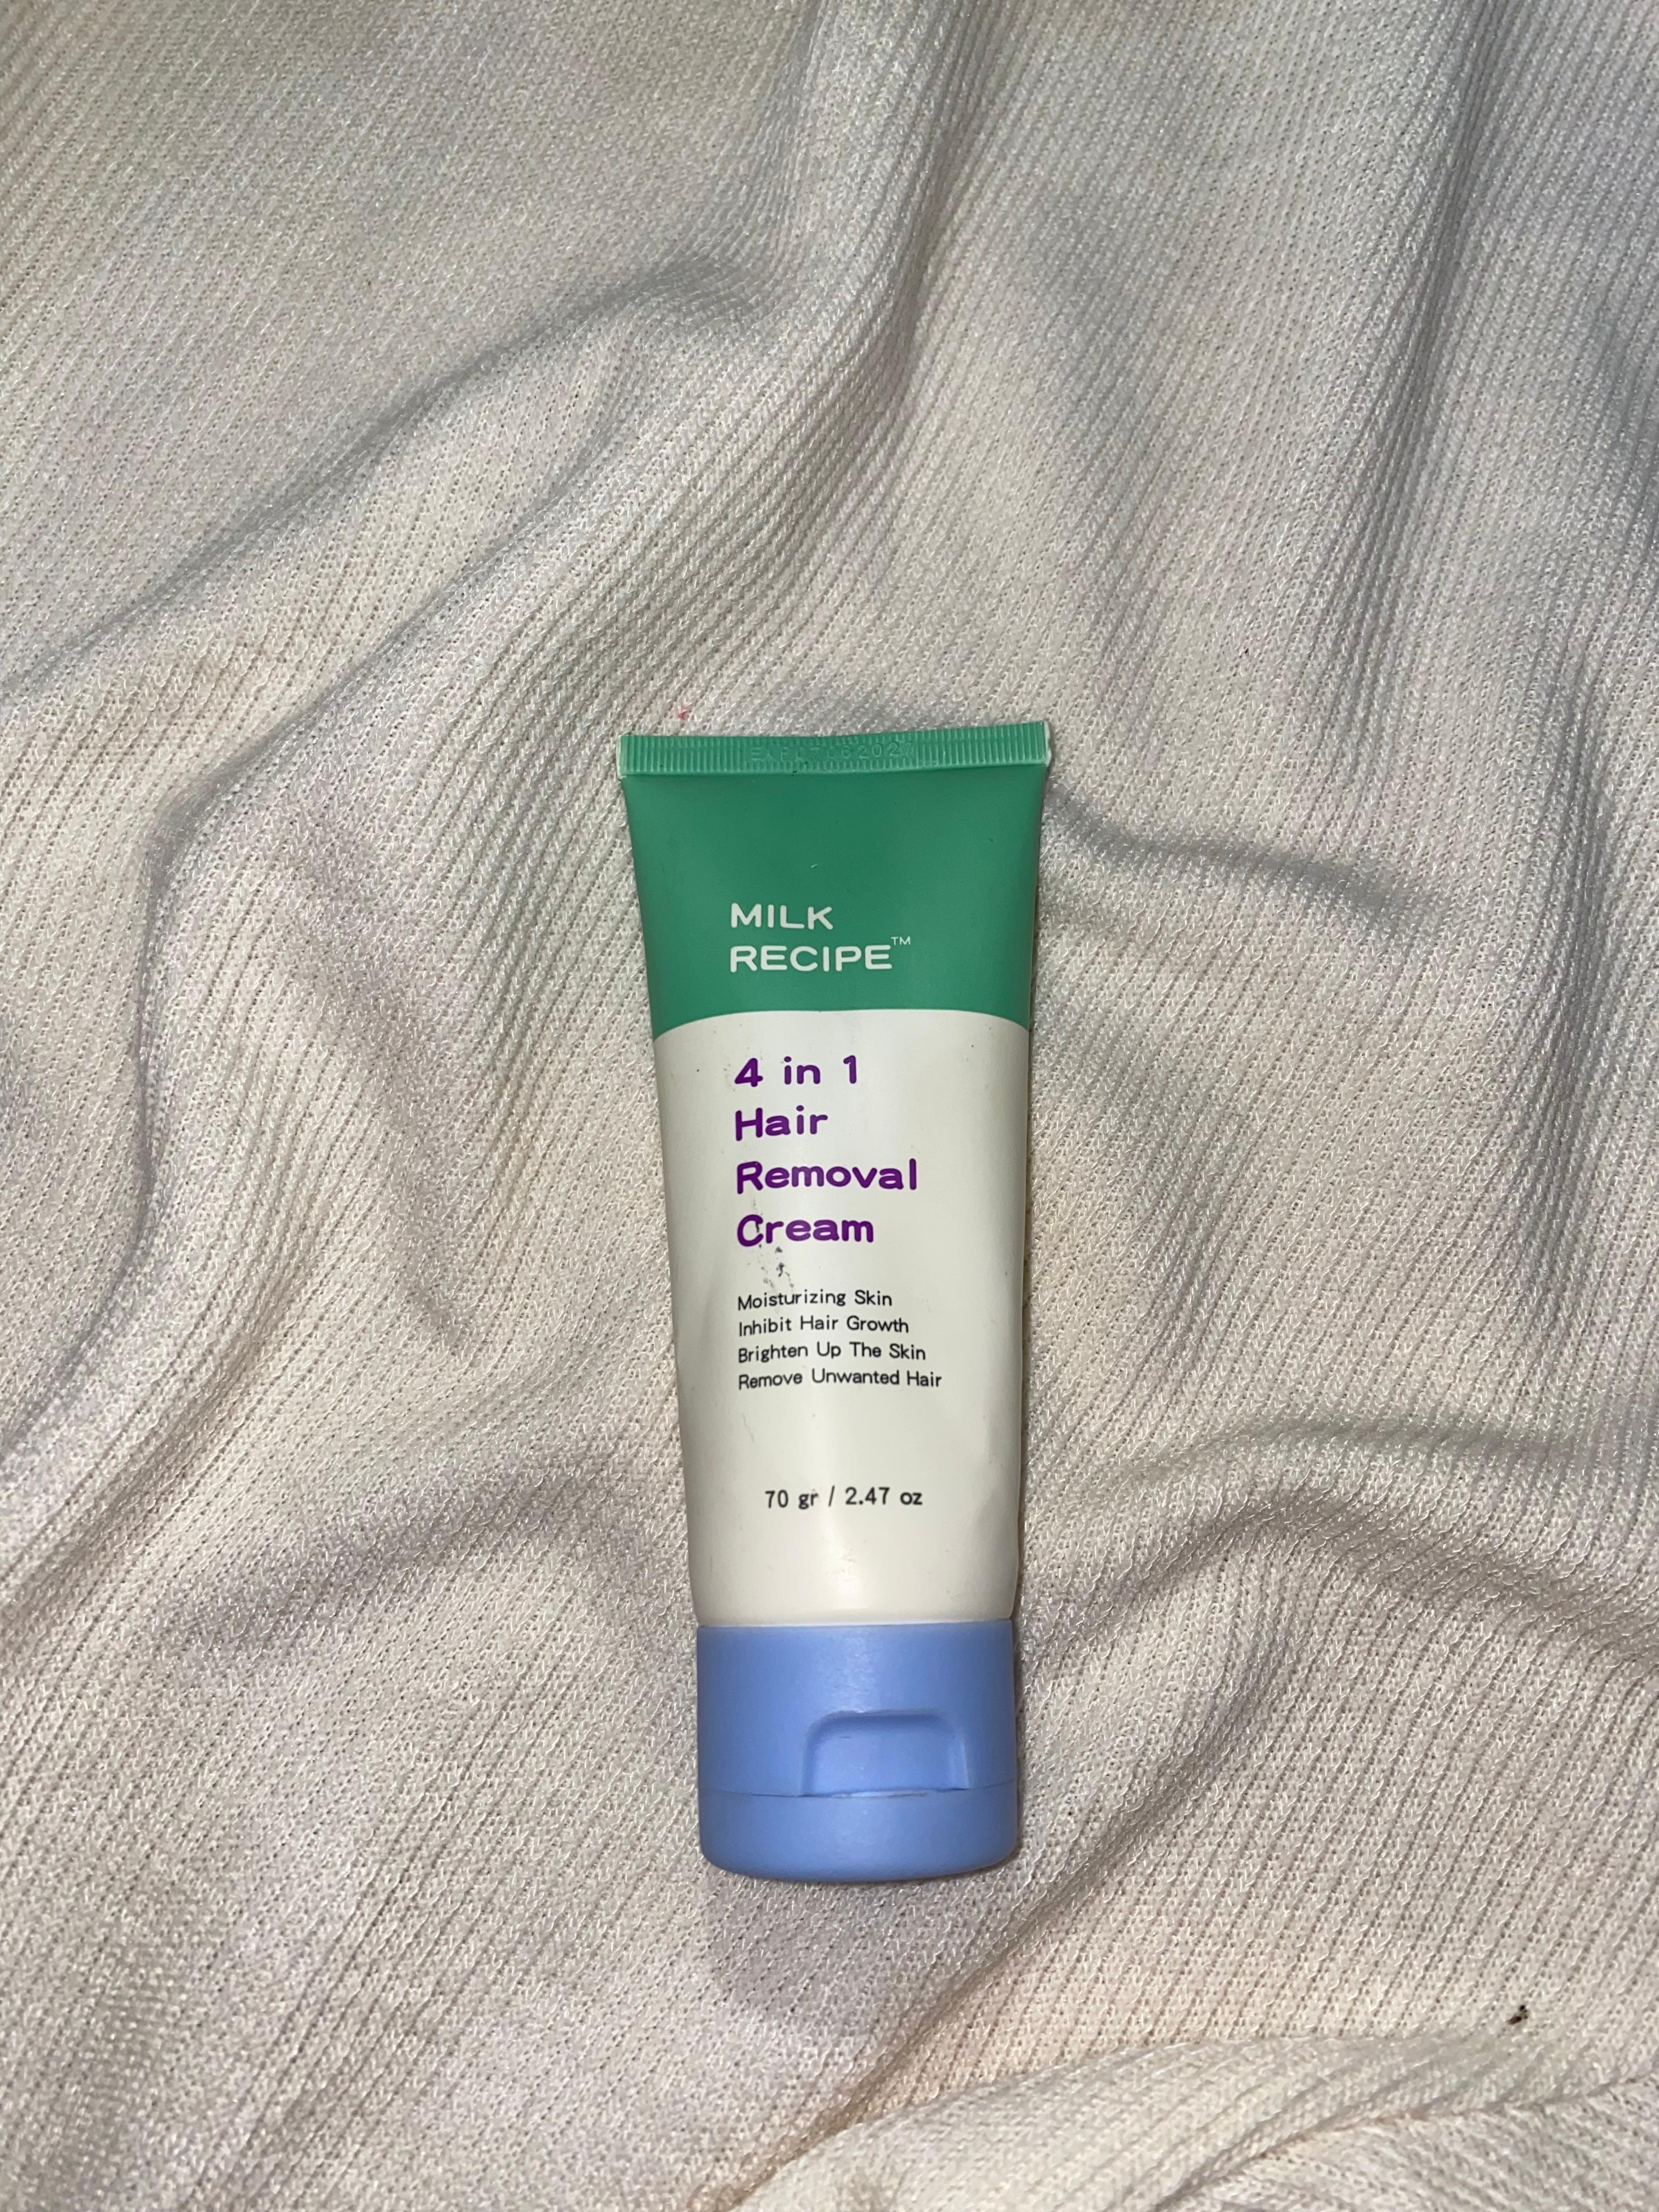 MILK
RECIPE™
4 in 1
Hair
Removal
Cream
Moisturizing Skin
Inhibit Hair Growth
Brighten Up The Skin
Remove Unwanted Hair
70 gr / 2.47 oz